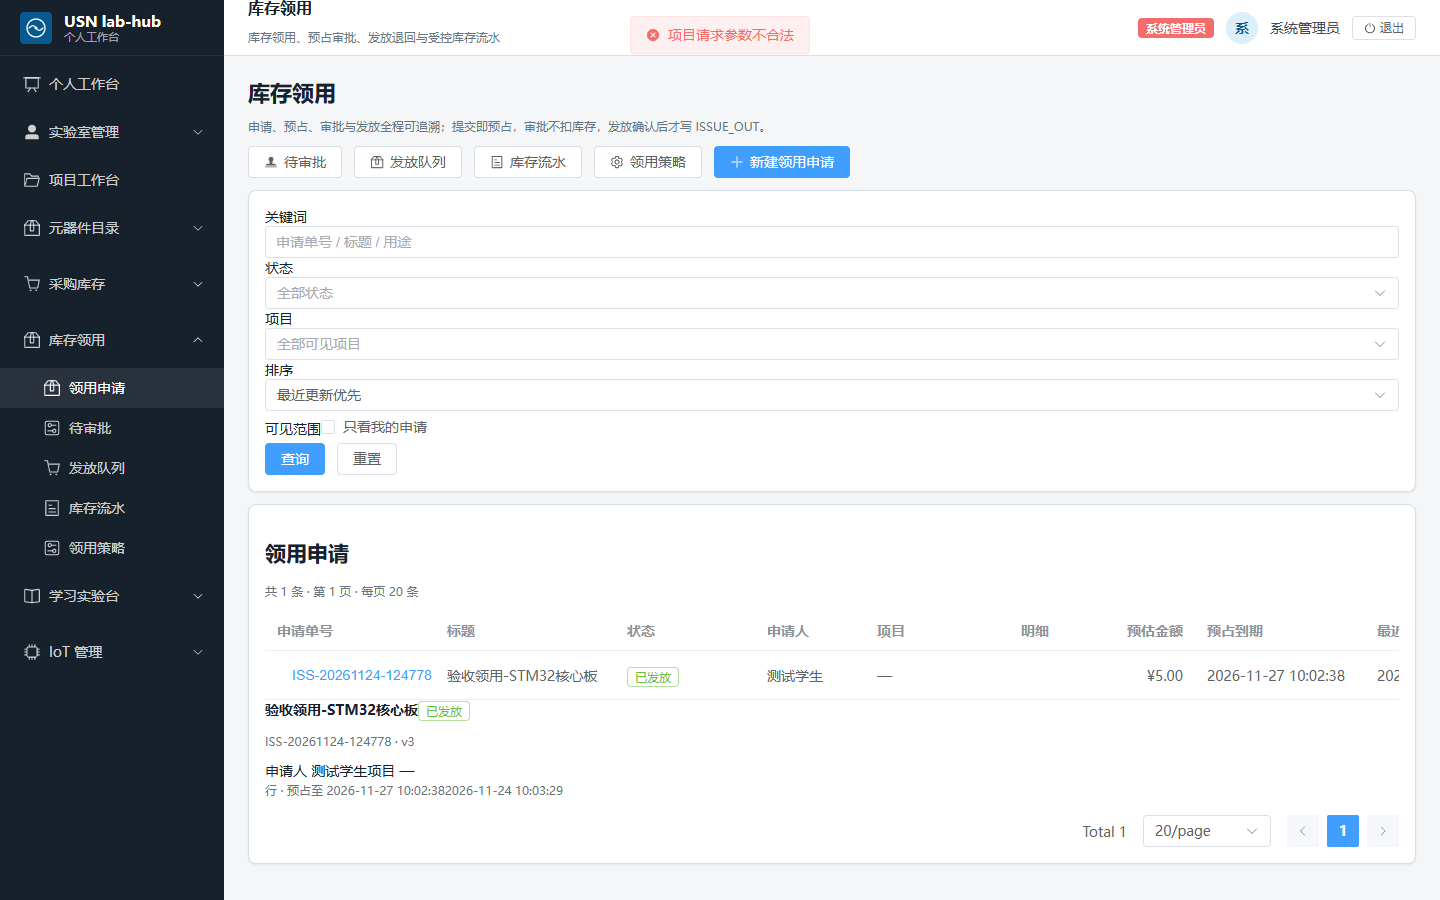 USN lab-hub
个人工作台
个人工作台
实验室管理
项目工作台
元器件目录
采购库存
库存领用
领用申请
待审批
发放队列
库存流水
领用策略
学习实验台
IoT 管理
库存领用
库存领用、预占审批、发放退回与受控库存流水
项目请求参数不合法
系统管理员
系
系统管理员
退出
库存领用
申请、预占、审批与发放全程可追溯；提交即预占，审批不扣库存，发放确认后才写 ISSUE_OUT。
待审批
发放队列
库存流水
领用策略
新建领用申请
关键词
申请单号 / 标题 / 用途
状态
全部状态
项目
全部可见项目
排序
最近更新优先
可见范围 只看我的申请
查询
重置
领用申请
共 1 条 · 第 1 页 · 每页 20 条
申请单号 标题 状态 申请人 项目 明细 预估金额 预占到期 最近
ISS-20261124-124778 验收领用-STM32核心板 已发放 测试学生 — ¥5.00 2026-11-27 10:02:38 202
验收领用-STM32核心板 已发放
ISS-20261124-124778 · v3
申请人 测试学生项目 —
行 · 预占至 2026-11-27 10:02:382026-11-24 10:03:29
Total 1 20/page 1